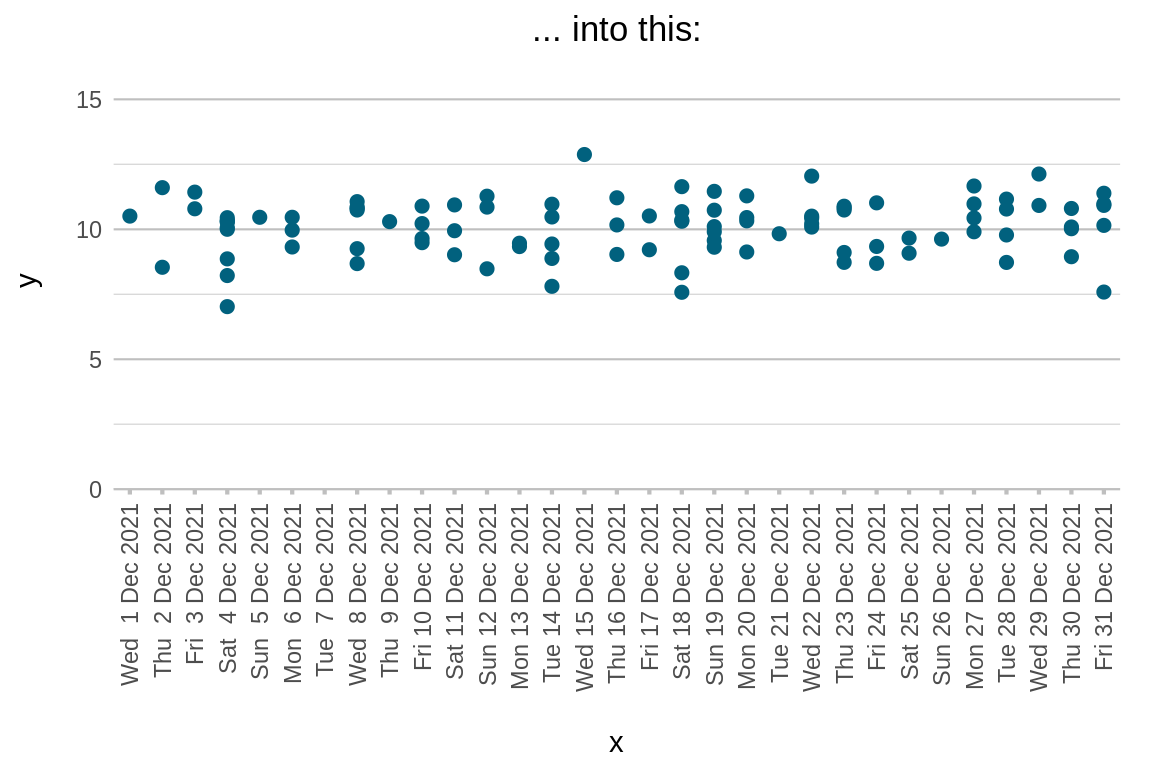 ... into this:
y
15
10
5
0
Wed  1 Dec 2021
Thu  2 Dec 2021
Fri  3 Dec 2021
Sat  4 Dec 2021
Sun  5 Dec 2021
Mon  6 Dec 2021
Tue  7 Dec 2021
Wed  8 Dec 2021
Thu  9 Dec 2021
Fri 10 Dec 2021
Sat 11 Dec 2021
Sun 12 Dec 2021
Mon 13 Dec 2021
Tue 14 Dec 2021
Wed 15 Dec 2021
Thu 16 Dec 2021
Fri 17 Dec 2021
Sat 18 Dec 2021
Sun 19 Dec 2021
Mon 20 Dec 2021
Tue 21 Dec 2021
Wed 22 Dec 2021
Thu 23 Dec 2021
Fri 24 Dec 2021
Sat 25 Dec 2021
Sun 26 Dec 2021
Mon 27 Dec 2021
Tue 28 Dec 2021
Wed 29 Dec 2021
Thu 30 Dec 2021
Fri 31 Dec 2021
x